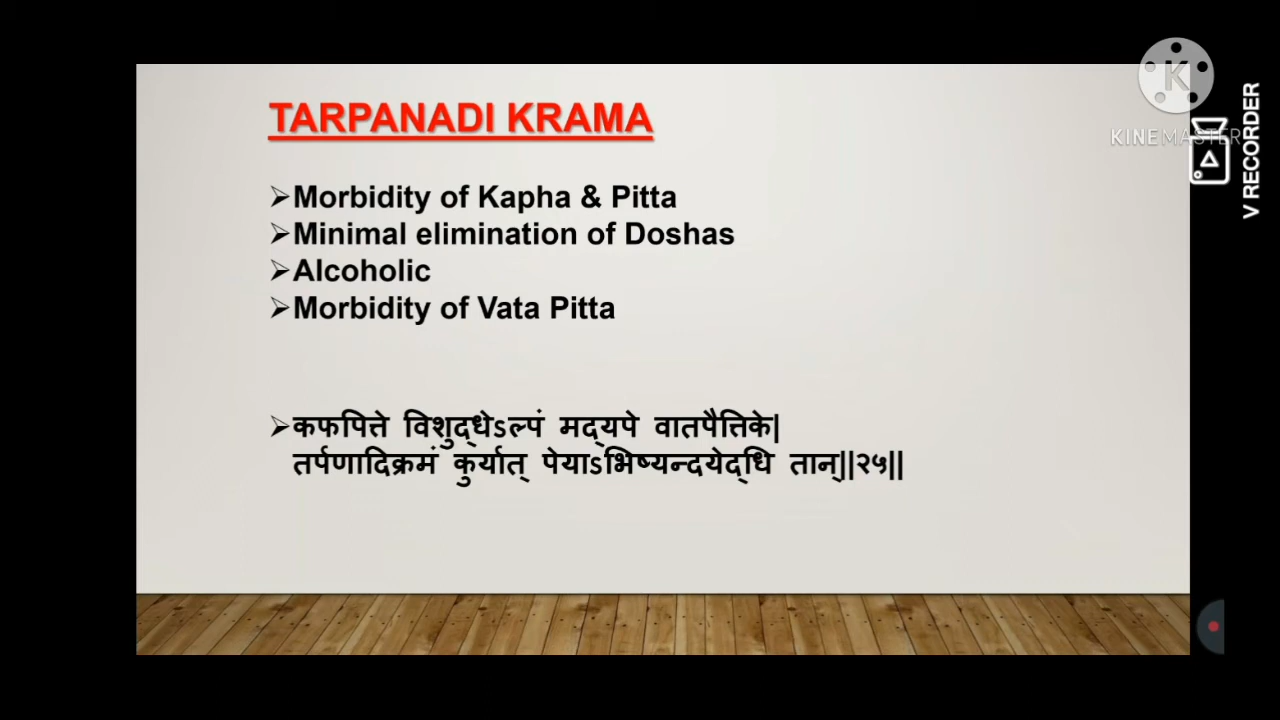 TARPANADI KRAMA
➢Morbidity of Kapha & Pitta
➢Minimal elimination of Doshas
➢Alcoholic
➢Morbidity of Vata Pitta
➢कफपित्ते विशुद्धेऽल्पं मद्यपे वातपैत्तिके|
तर्पणादिक्रमं कुर्यात् पेयाऽभिष्यन्दयेद्धि तान्||२५||
K
KINEMASTER
V RECORDER